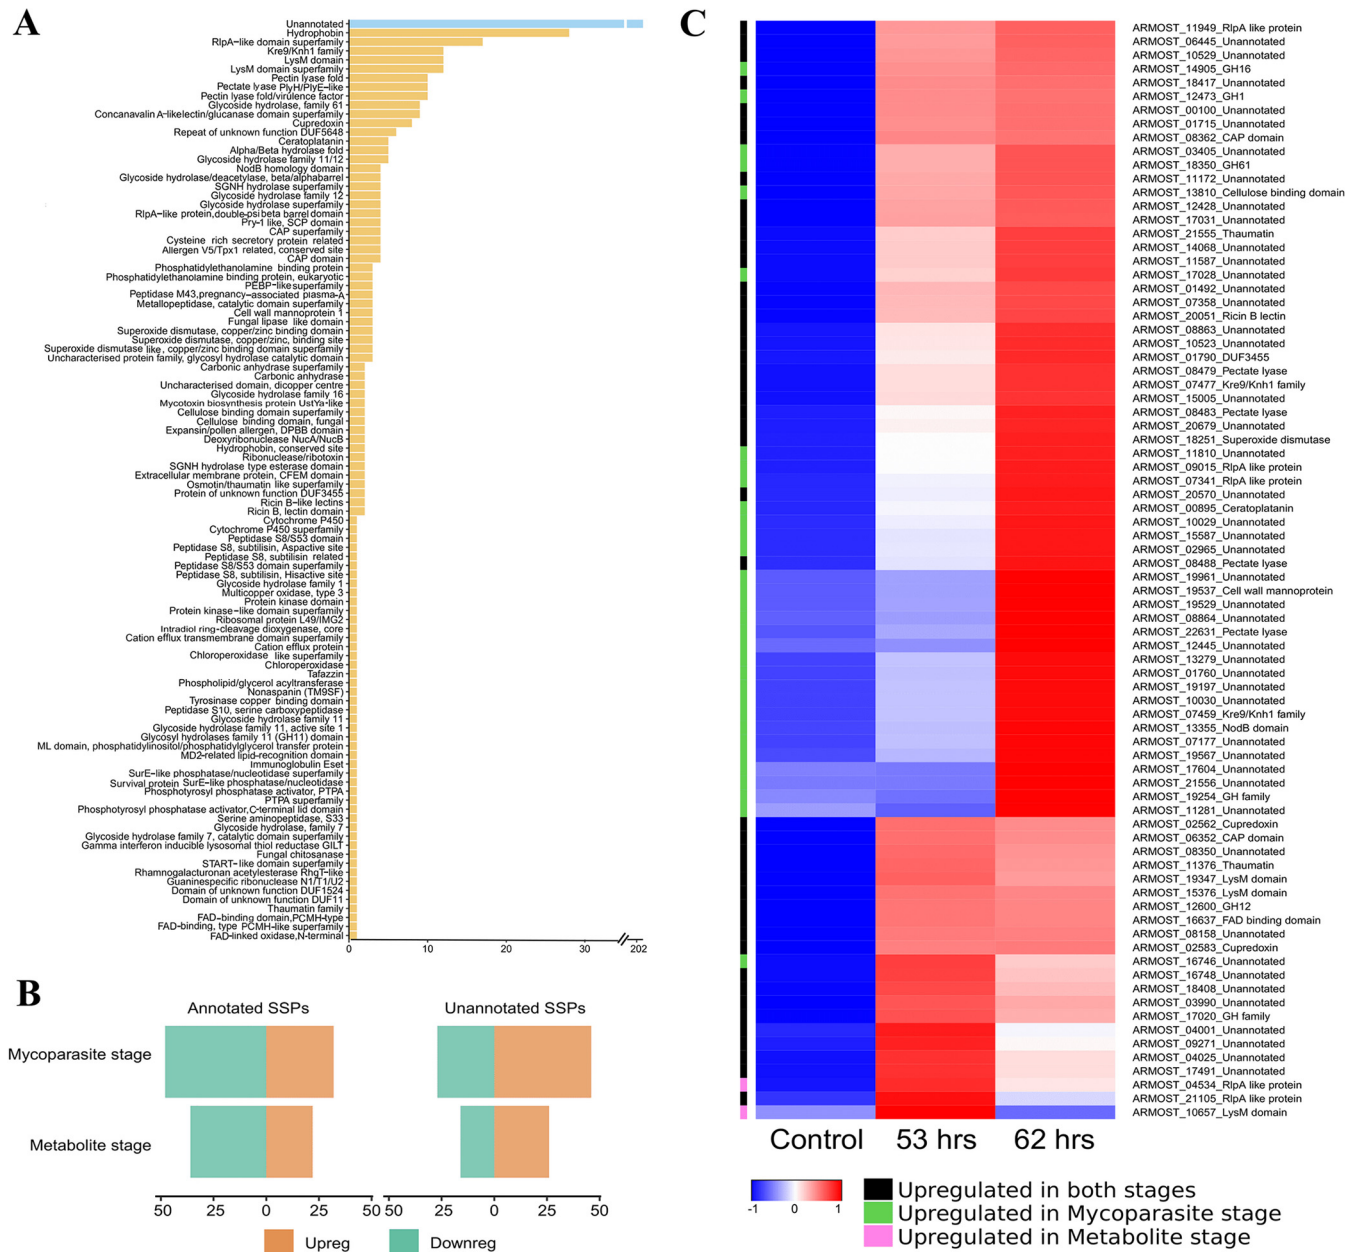 A
Unannotated
Hydrophobin
RlpA-like domain superfamily
Kre9/Knh1 family
LysM domain
LysM domain superfamily
Pectin lyase fold
Pectate lyase PlyH/PlyE-like
Pectin lyase fold/virulence factor
Glycoside hydrolase, family 61
Concanavalin A-likelectin/glucanase domain superfamily
Cupredoxin
Repeat of unknown function DUF5648
Ceratoplatanin
Alpha/Beta hydrolase fold
Glycoside hydrolase family 11/12
NodB homology domain
Glycoside hydrolase/deacetylase, beta/alphabarrel
SGNH hydrolase superfamily
Glycoside hydrolase family 12
Glycoside hydrolase superfamily
RlpA-like protein,double-psi beta barrel domain
Pry-1 like, SCP domain
CAP superfamily
Cysteine rich secretory protein related
Allergen V5/Tpx1 related, conserved site
CAP domain
Phosphatidylethanolamine binding protein
Phosphatidylethanolamine binding protein, eukaryotic
PEBP-like superfamily
Peptidase M43,pregnancy-associated plasma-A
Metallopeptidase, catalytic domain superfamily
Cell wall mannoprotein 1
Fungal lipase like domain
Superoxide dismutase, copper/zinc binding domain
Superoxide dismutase, copper/zinc, binding site
Superoxide dismutase like, copper/zinc binding domain superfamily
Uncharacterised protein family, glycosyl hydrolase catalytic domain
Carbonic anhydrase superfamily
Carbonic anhydrase
Uncharacterised domain, dicopper centre
Glycoside hydrolase family 16
Mycotoxin biosynthesis protein UstYa-like
Cellulose binding domain superfamily
Cellulose binding domain, fungal
Expansin/pollen allergen, DPBB domain
Deoxyribonuclease NucA/NucB
Hydrophobin, conserved site
Ribonuclease/ribotoxin
SGNH hydrolase type esterase domain
Extracellular membrane protein, CFEM domain
Osmotin/thaumatin like superfamily
Protein of unknown function DUF3455
Ricin B-like lectins
Ricin B, lectin domain
Cytochrome P450
Cytochrome P450 superfamily
Peptidase S8/S53 domain
Peptidase S8, subtilisin, Aspactive site
Peptidase S8, subtilisin related
Peptidase S8/S53 domain superfamily
Peptidase S8, subtilisin, Hisactive site
Glycoside hydrolase family 1
Multicopper oxidase, type 3
Protein kinase domain
Protein kinase-like domain superfamily
Ribosomal protein L49/IMG2
Intradiol ring-cleavage dioxygenase, core
Cation efflux transmembrane domain superfamily
Cation efflux protein
Chloroperoxidase like superfamily
Chloroperoxidase
Tafazzin
Phospholipid/glycerol acyltransferase
Nonaspanin (TM9SF)
Tyrosinase copper binding domain
Peptidase S10, serine carboxypeptidase
Glycoside hydrolase family 11
Glycoside hydrolase family 11, active site 1
Glycosyl hydrolases family 11 (GH11) domain
ML domain, phosphatidylinositol/phosphatidylglycerol transfer protein
MD2-related lipid-recognition domain
Immunoglobulin Eset
SurE-like phosphatase/nucleotidase superfamily
Survival protein SurE-like phosphatase/nucleotidase
Phosphotyrosyl phosphatase activator, PTPA
PTPA superfamily
Phosphotyrosyl phosphatase activator,C-terminal lid domain
Serine aminopeptidase, S33
Glycoside hydrolase, family 7
Glycoside hydrolase family 7, catalytic domain superfamily
Gamma interferon inducible lysosomal thiol reductase GILT
Fungal chitosanase
START-like domain superfamily
Rhamnogalacturonan acetylesterase RhgT-like
Guaninespecific ribonuclease N1/T1/U2
Domain of unknown function DUF1524
Domain of unknown function DUF11
Thaumatin family
FAD-binding domain,PCMH-type
FAD-binding, type PCMH-like superfamily
FAD-linked oxidase,N-terminal
0 10 20 30 202
B
Annotated SSPs Unannotated SSPs
Mycoparasite stage
Metabolite stage
50 25 0 25 50 50 25 0 25 50
Upreg Downreg
C
ARMOST_11949_RlpA like protein
ARMOST_06445_Unannotated
ARMOST_10529_Unannotated
ARMOST_14905_GH16
ARMOST_18417_Unannotated
ARMOST_12473_GH1
ARMOST_00100_Unannotated
ARMOST_01715_Unannotated
ARMOST_08362_CAP domain
ARMOST_03405_Unannotated
ARMOST_18350_GH61
ARMOST_11172_Unannotated
ARMOST_13810_Cellulose binding domain
ARMOST_12428_Unannotated
ARMOST_17031_Unannotated
ARMOST_21555_Thaumatin
ARMOST_14068_Unannotated
ARMOST_11587_Unannotated
ARMOST_17028_Unannotated
ARMOST_01492_Unannotated
ARMOST_07358_Unannotated
ARMOST_20051_Ricin B lectin
ARMOST_08863_Unannotated
ARMOST_10523_Unannotated
ARMOST_01790_DUF3455
ARMOST_08479_Pectate lyase
ARMOST_07477_Kre9/Knh1 family
ARMOST_15005_Unannotated
ARMOST_08483_Pectate lyase
ARMOST_20679_Unannotated
ARMOST_18251_Superoxide dismutase
ARMOST_11810_Unannotated
ARMOST_09015_RlpA like protein
ARMOST_07341_RlpA like protein
ARMOST_20570_Unannotated
ARMOST_00895_Ceratoplatanin
ARMOST_10029_Unannotated
ARMOST_15587_Unannotated
ARMOST_02965_Unannotated
ARMOST_08488_Pectate lyase
ARMOST_19961_Unannotated
ARMOST_19537_Cell wall mannoprotein
ARMOST_19529_Unannotated
ARMOST_08864_Unannotated
ARMOST_22631_Pectate lyase
ARMOST_12445_Unannotated
ARMOST_13279_Unannotated
ARMOST_01760_Unannotated
ARMOST_19197_Unannotated
ARMOST_10030_Unannotated
ARMOST_07459_Kre9/Knh1 family
ARMOST_13355_NodB domain
ARMOST_07177_Unannotated
ARMOST_19567_Unannotated
ARMOST_17604_Unannotated
ARMOST_21556_Unannotated
ARMOST_19254_GH family
ARMOST_11281_Unannotated
ARMOST_02562_Cupredoxin
ARMOST_06352_CAP domain
ARMOST_08350_Unannotated
ARMOST_11376_Thaumatin
ARMOST_19347_LysM domain
ARMOST_15376_LysM domain
ARMOST_12600_GH12
ARMOST_16637_FAD binding domain
ARMOST_08158_Unannotated
ARMOST_02583_Cupredoxin
ARMOST_16746_Unannotated
ARMOST_16748_Unannotated
ARMOST_18408_Unannotated
ARMOST_03990_Unannotated
ARMOST_17020_GH family
ARMOST_04001_Unannotated
ARMOST_09271_Unannotated
ARMOST_04025_Unannotated
ARMOST_17491_Unannotated
ARMOST_04534_RlpA like protein
ARMOST_21105_RlpA like protein
ARMOST_10657_LysM domain
Control 53 hrs 62 hrs
-1 0 1
Upregulated in both stages
Upregulated in Mycoparasite stage
Upregulated in Metabolite stage